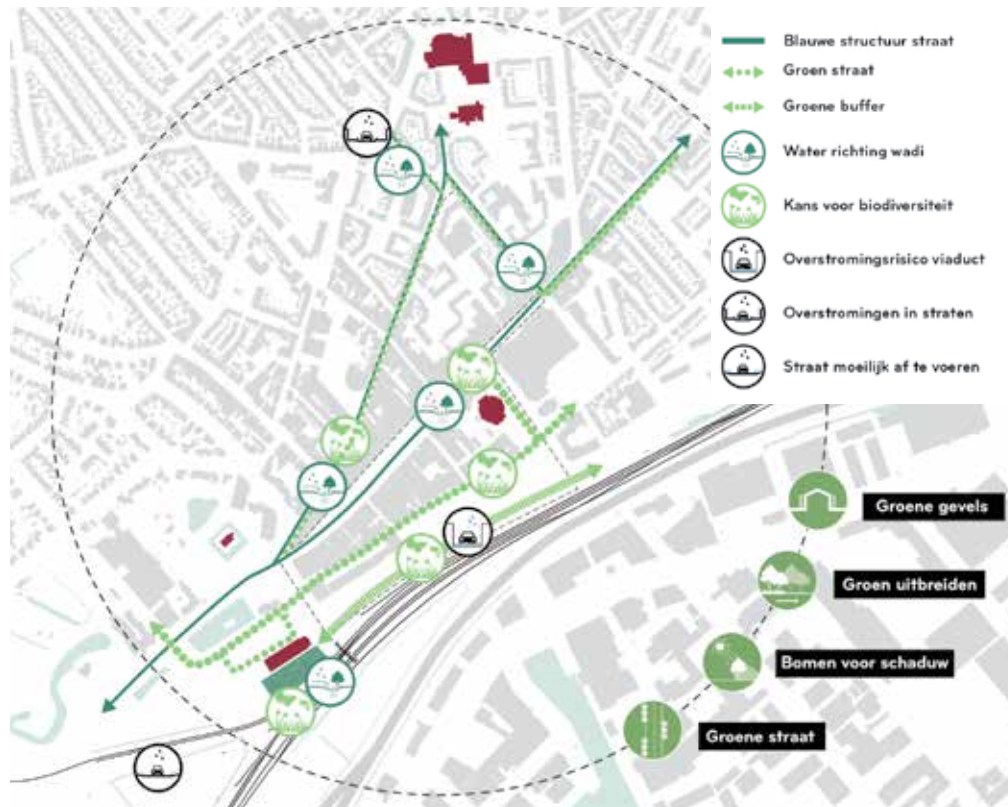 Blauwe structuur straat
Groen straat
Groene buffer
Water richting wadi
Kans voor biodiversiteit
Overstromingsrisico viaduct
Overstromingen in straten
Straat moeilijk af te voeren
Groene gevels
Groen uitbreiden
Bomen voor schaduw
Groene straat